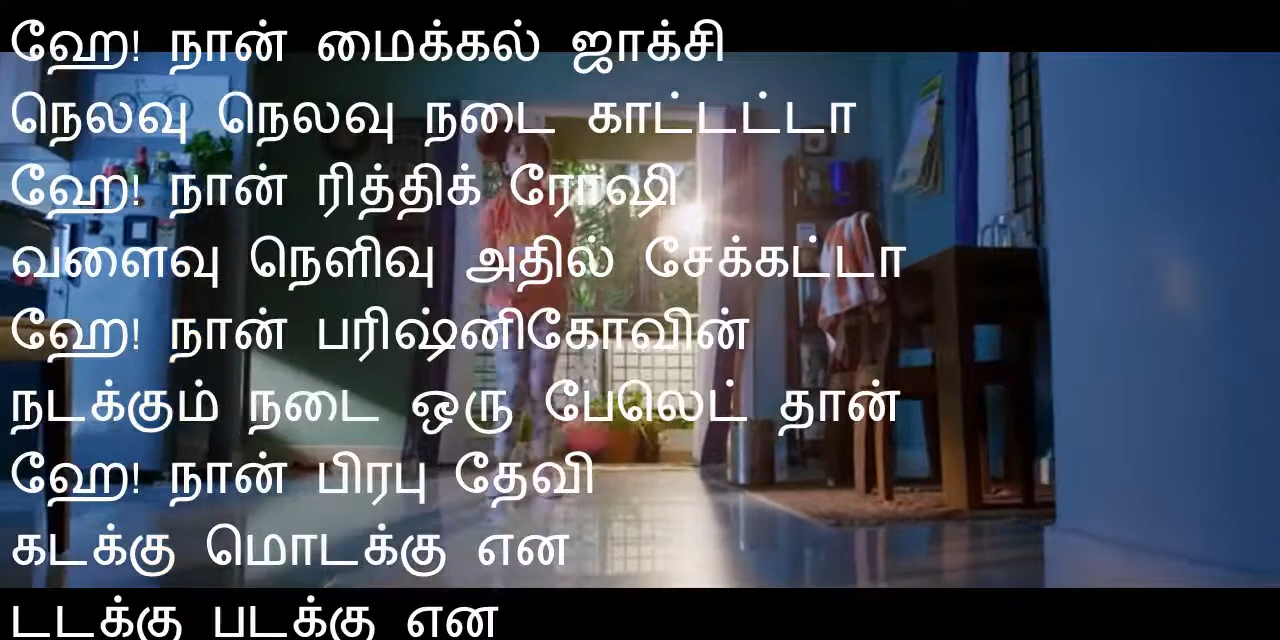 ஹே! நான் மைக்கல் ஜாக்சி
நெலவு நெலவு நடை காட்டட்டா
ஹே! நான் ரித்திக் ரோஷி
வளைவு நெளிவு அதில் சேக்கட்டா
ஹே! நான் பரிஷ்னிகோவின்
நடக்கும் நடை ஒரு பேலெட் தான்
ஹே! நான் பிரபு தேவி
கடக்கு மொடக்கு என
டடக்கு படக்கு என